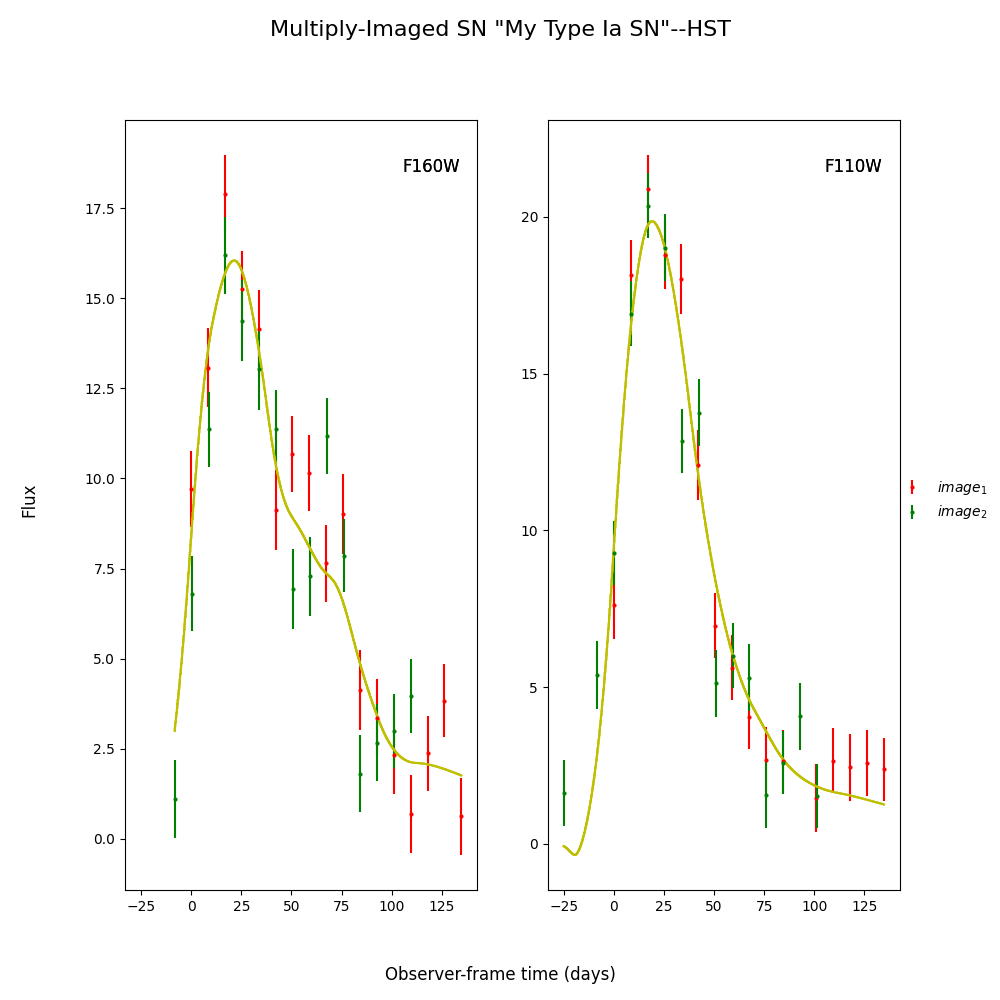 Multiply-Imaged SN "My Type Ia SN"--HST
Flux
F160W
17.5
15.0
12.5
10.0
7.5
5.0
2.5
0.0
−25 0 25 50 75 100 125
F110W
20
15
10
5
0
−25 0 25 50 75 100 125
image₁
image₂
Observer-frame time (days)